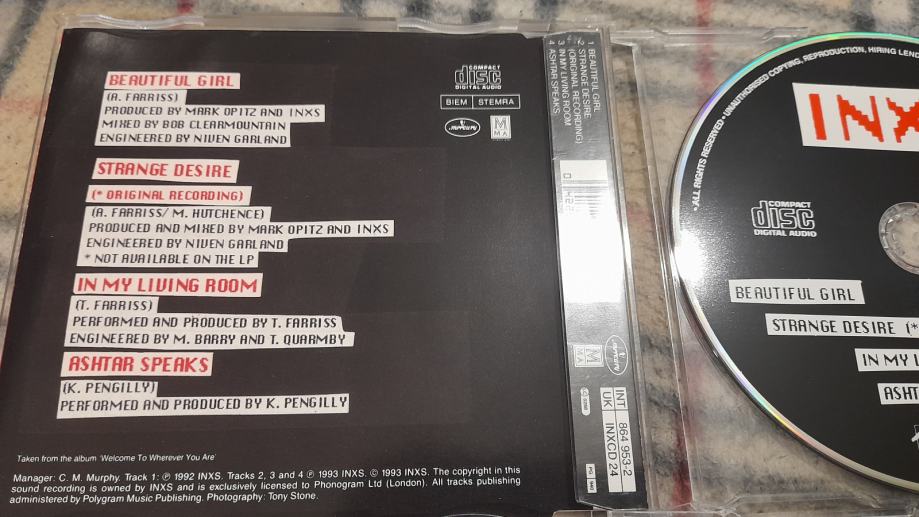 BEAUTIFUL GIRL
(A. FARRISS)
PRODUCED BY MARK OPITZ AND INXS
MIXED BY BOB CLEARMOUNTAIN
ENGINEERED BY NIVEN GARLAND
STRANGE DESIRE
(* ORIGINAL RECORDING)
(A. FARRISS/ M. HUTCHENCE)
PRODUCED AND MIXED BY MARK OPITZ AND INXS
ENGINEERED BY NIVEN GARLAND
* NOT AVAILABLE ON THE LP
IN MY LIVING ROOM
(T. FARRISS)
PERFORMED AND PRODUCED BY T. FARRISS
ENGINEERED BY M. BARRY AND T. QUARMBY
ASHTAR SPEAKS
(K. PENGILLY)
PERFORMED AND PRODUCED BY K. PENGILLY
Taken from the album 'Welcome To Wherever You Are'
Manager: C. M. Murphy. Track 1: ℗ 1992 INXS. Tracks 2, 3 and 4 ℗ 1993 INXS. © 1993 INXS. The copyright in this
sound recording is owned by INXS and is exclusively licensed to Phonogram Ltd (London). All tracks publishing
administered by Polygram Music Publishing. Photography: Tony Stone.
COMPACT
disc
DIGITAL AUDIO
BIEM STEMRA
mercury
MMA
1 BEAUTIFUL GIRL
2 STRANGE DESIRE
(ORIGINAL RECORDING)
3 IN MY LIVING ROOM
4 ASHTAR SPEAKS
mercury
MMA
INT 864 953-2
UK INXCD 24
• ALL RIGHTS RESERVED • UNAUTHORISED COPYING, REPRODUCTION, HIRING, LEND
INX
COMPACT
disc
DIGITAL AUDIO
BEAUTIFUL GIRL
STRANGE DESIRE (*
IN MY L
ASHT